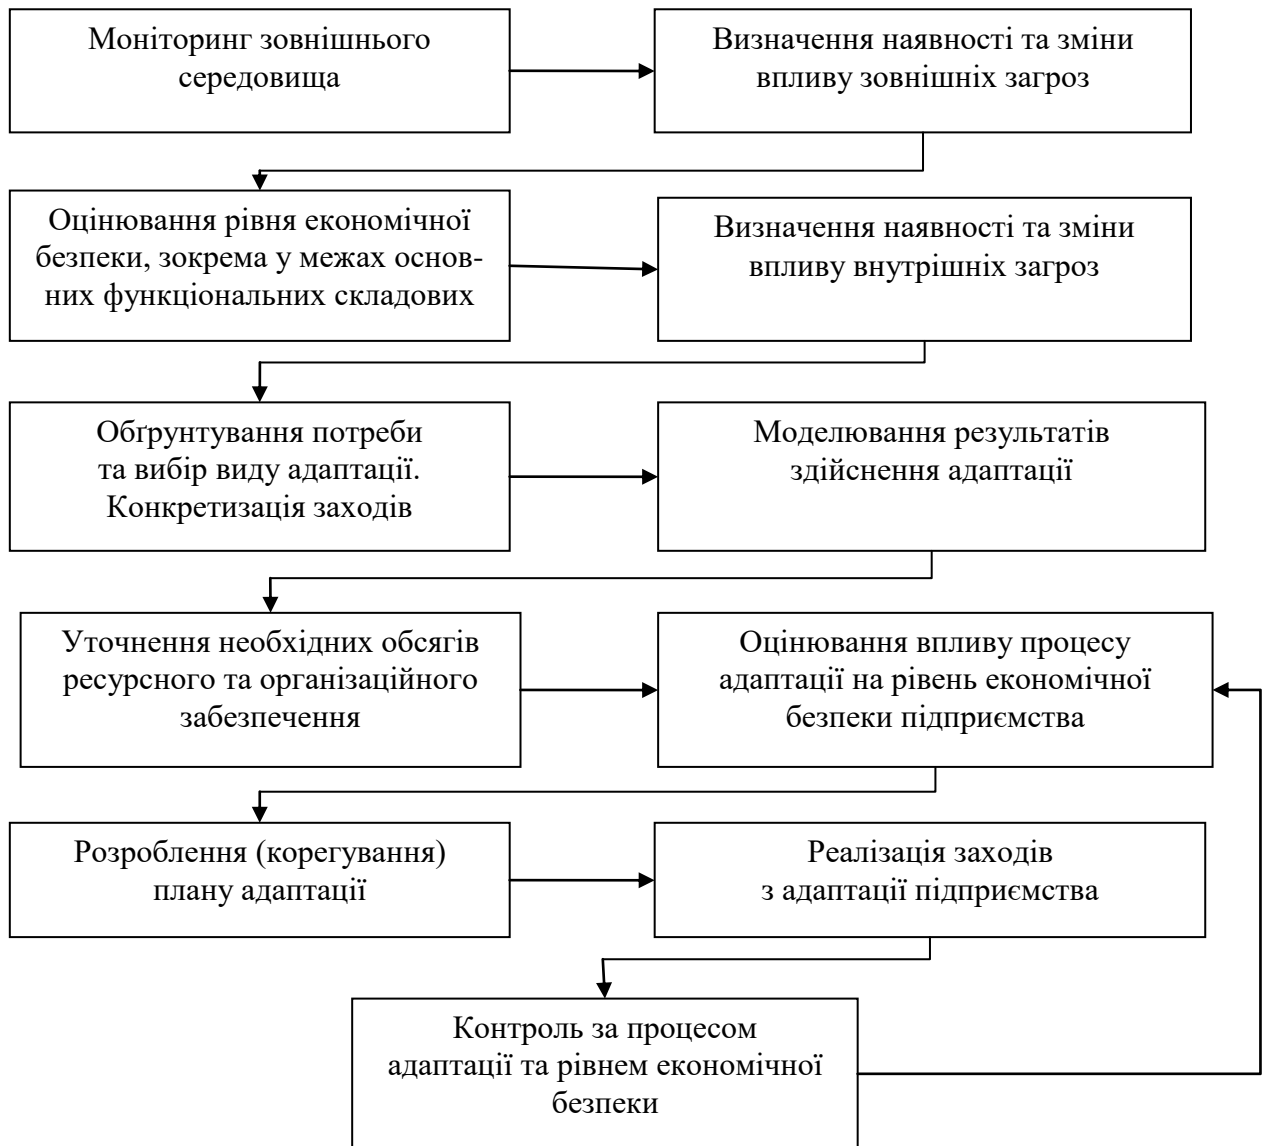 Моніторинг зовнішнього
середовища
Визначення наявності та зміни
впливу зовнішніх загроз
Оцінювання рівня економічної
безпеки, зокрема у межах основ-
них функціональних складових
Визначення наявності та зміни
впливу внутрішніх загроз
Обґрунтування потреби
та вибір виду адаптації.
Конкретизація заходів
Моделювання результатів
здійснення адаптації
Уточнення необхідних обсягів
ресурсного та організаційного
забезпечення
Оцінювання впливу процесу
адаптації на рівень економічної
безпеки підприємства
Розроблення (корегування)
плану адаптації
Реалізація заходів
з адаптації підприємства
Контроль за процесом
адаптації та рівнем економічної
безпеки